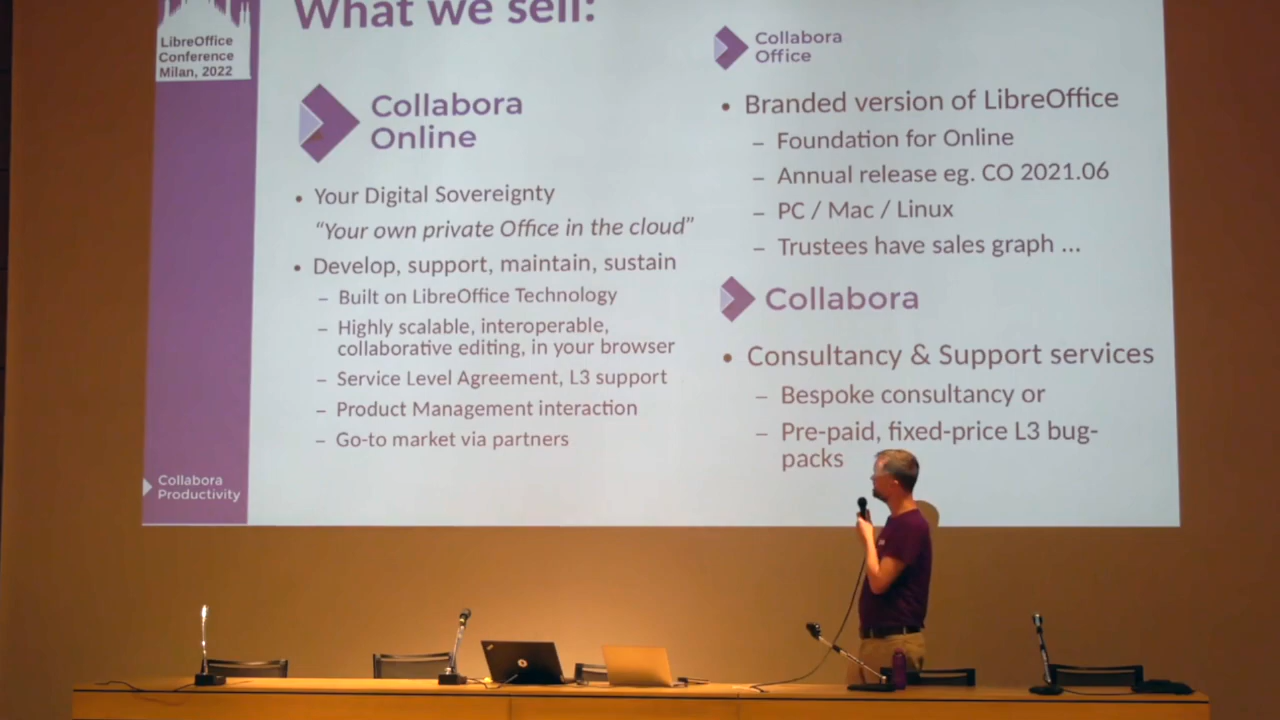 What we sell:
LibreOffice
Conference
Milan, 2022
Collabora
Online
• Your Digital Sovereignty
“Your own private Office in the cloud”
• Develop, support, maintain, sustain
– Built on LibreOffice Technology
– Highly scalable, interoperable,
collaborative editing, in your browser
– Service Level Agreement, L3 support
– Product Management interaction
– Go-to market via partners
Collabora
Office
• Branded version of LibreOffice
– Foundation for Online
– Annual release eg. CO 2021.06
– PC / Mac / Linux
– Trustees have sales graph ...
Collabora
• Consultancy & Support services
– Bespoke consultancy or
– Pre-paid, fixed-price L3 bug-
packs
Collabora
Productivity